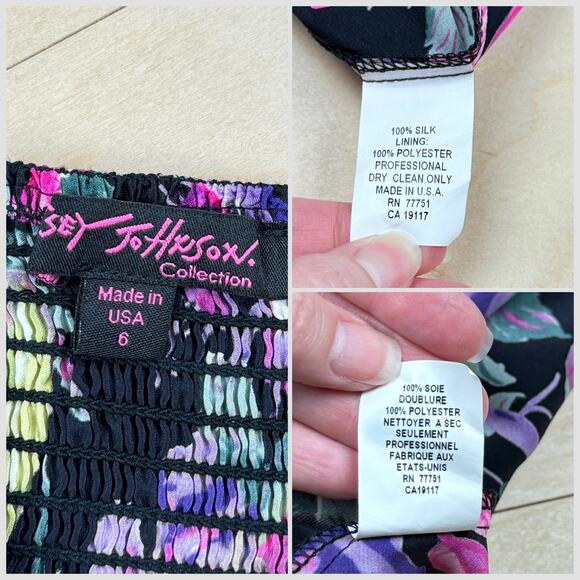 SEY JOHNSON.
Collection
Made in
USA
6
100% SILK
LINING:
100% POLYESTER
PROFESSIONAL
DRY CLEAN ONLY
MADE IN U.S.A.
RN 77751
CA 19117
100% SOIE
DOUBLURE
100% POLYESTER
NETTOYER A SEC
SEULEMENT
PROFESSIONNEL
FABRIQUE AUX
ETATS-UNIS
RN 77751
CA19117